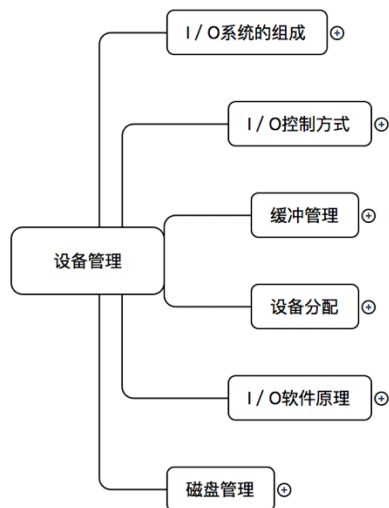 I / O系统的组成
I / O控制方式
缓冲管理
设备管理
设备分配
I / O软件原理
磁盘管理